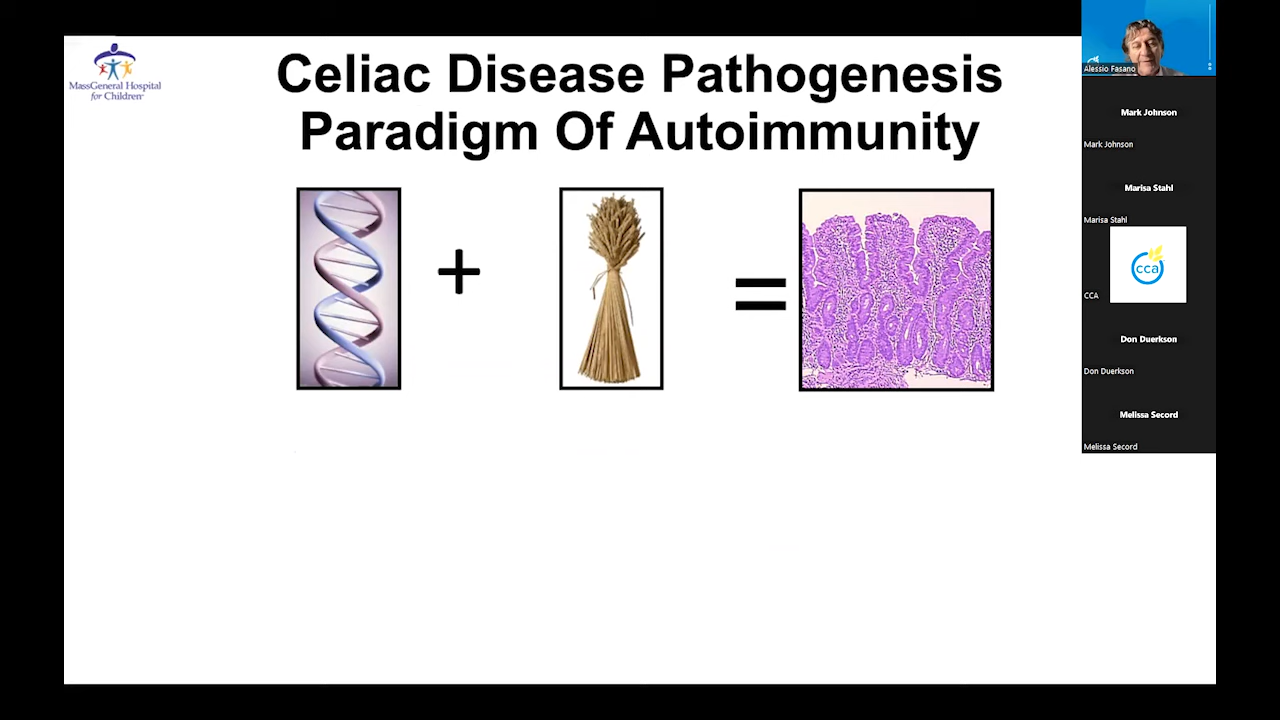 MassGeneral Hospital
for Children
Celiac Disease Pathogenesis
Paradigm Of Autoimmunity
+
=
Alessio Fasano
Mark Johnson
Mark Johnson
Marisa Stahl
Marisa Stahl
cca
CCA
Don Duerkson
Don Duerkson
Melissa Secord
Melissa Secord